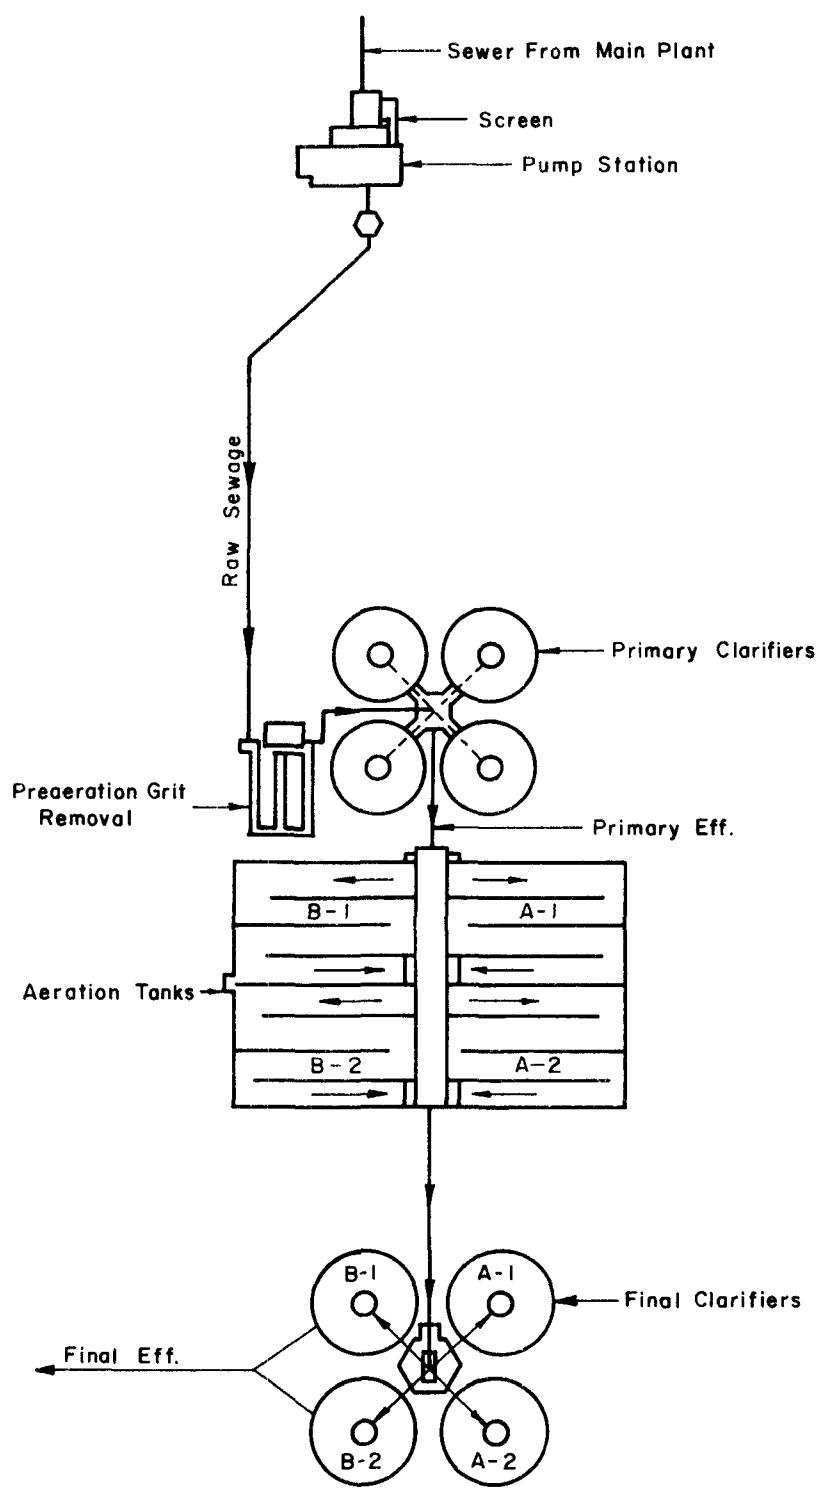 Sewer From Main Plant
Screen
Pump Station
Raw Sewage
Primary Clarifiers
Preaeration Grit
Removal
Primary Eff.
B-1
A-1
Aeration Tanks
B-2
A-2
B-1
A-1
Final Clarifiers
Final Eff.
B-2
A-2